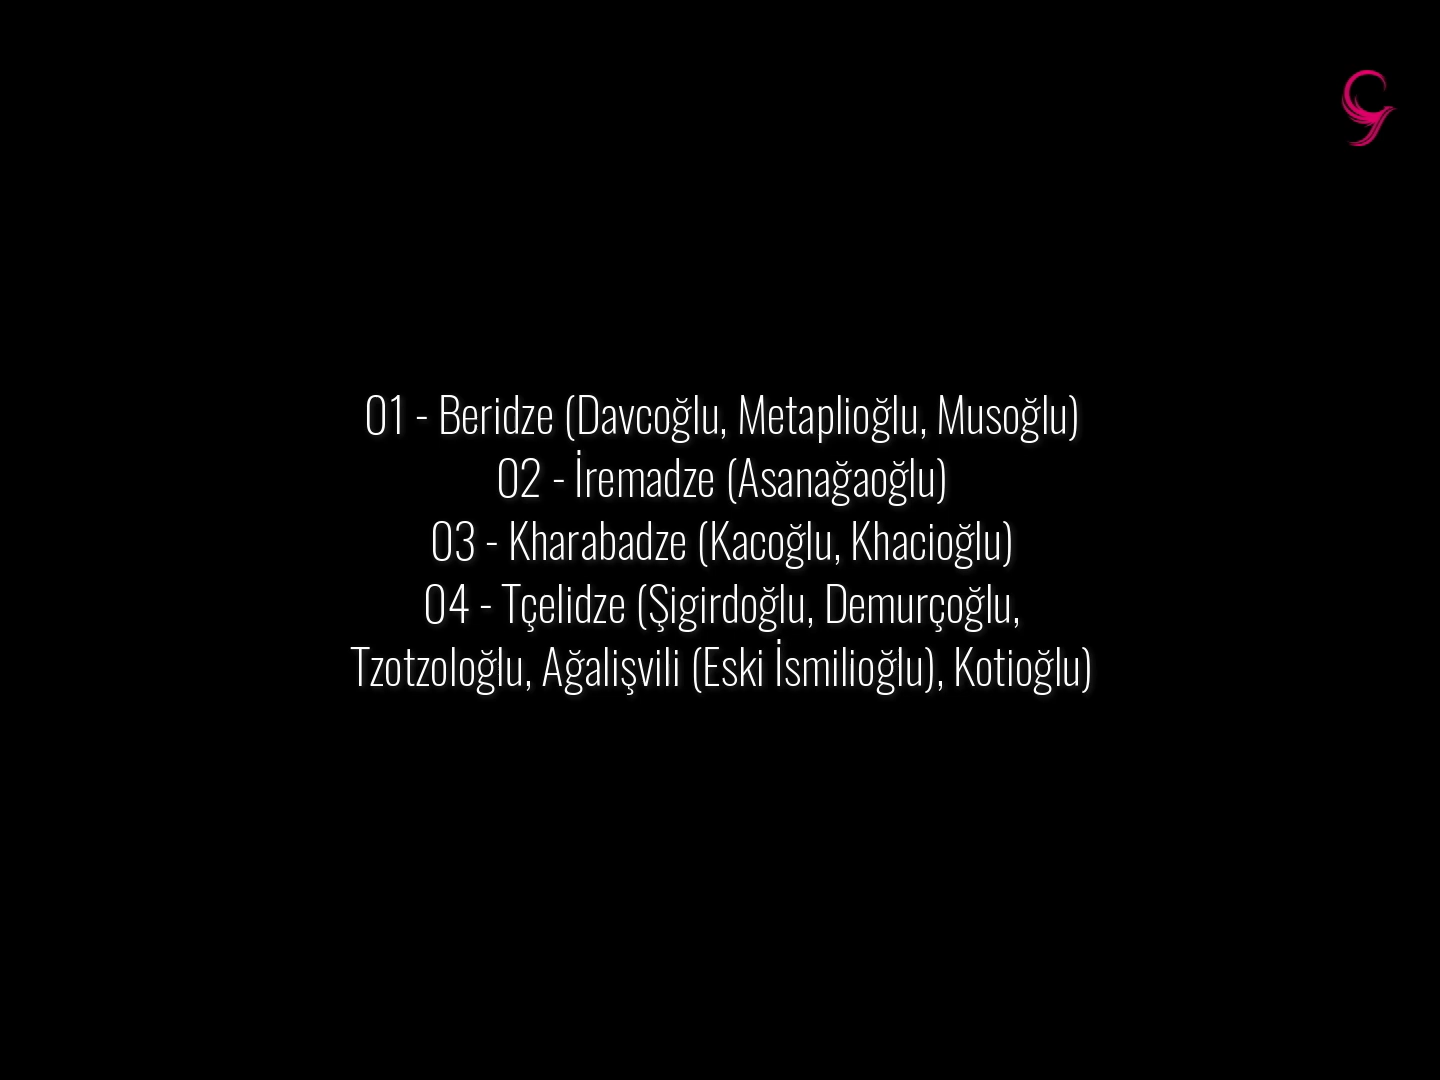 01 - Beridze (Davcoğlu, Metaplioğlu, Musoğlu)
02 - İremadze (Asanağaoğlu)
03 - Kharabadze (Kacoğlu, Khacioğlu)
04 - Tçelidze (Şigirdoğlu, Demurçoğlu,
Tzotzoloğlu, Ağalişvili (Eski İsmilioğlu), Kotioğlu)